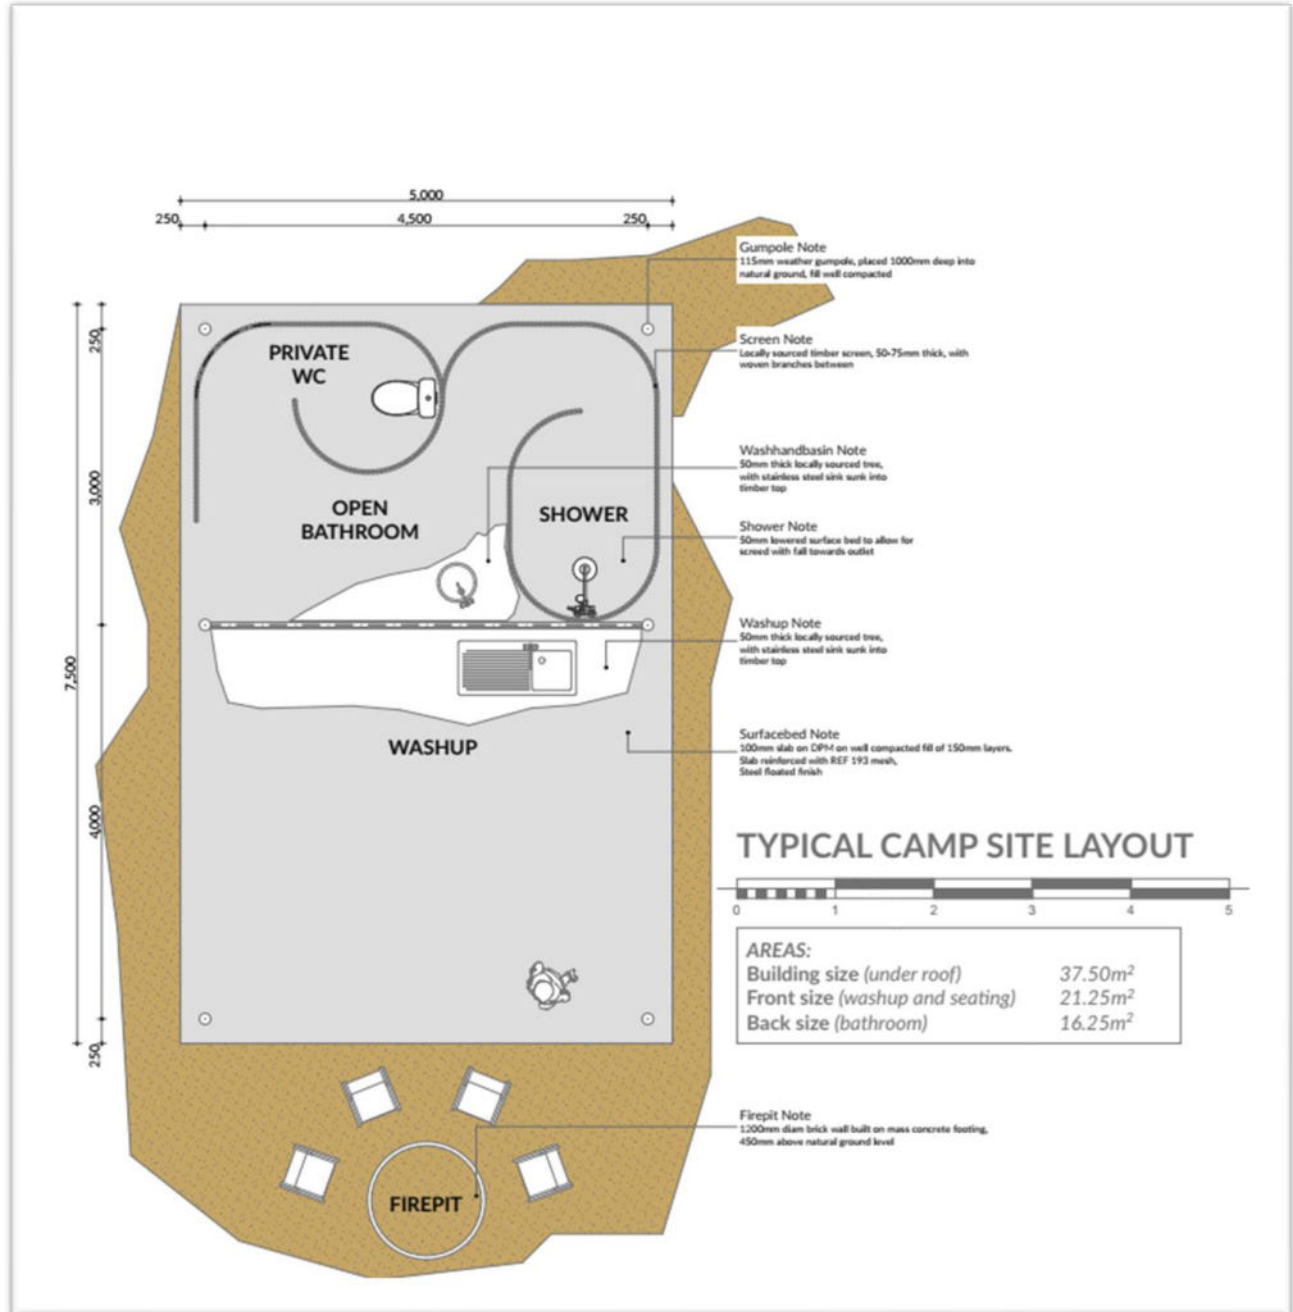 5,000
250
4,500
250
Gumpole Note
115mm weather gumpole, placed 1000mm deep into
natural ground, fill well compacted
250
PRIVATE
WC
Screen Note
Locally sourced timber screen, 50-75mm thick, with
woven branches between
Washhandbasin Note
50mm thick locally sourced tree,
with stainless steel sink sunk into
timber top
3,000
OPEN
BATHROOM
SHOWER
Shower Note
50mm lowered surface bed to allow for
screed with fall towards outlet
Washup Note
50mm thick locally sourced tree,
with stainless steel sink sunk into
timber top
7,500
WASHUP
Surfacebed Note
100mm slab on DPM on well compacted fill of 150mm layers.
Slab reinforced with REF 193 mesh,
Steel floated finish
4,000
TYPICAL CAMP SITE LAYOUT
0 1 2 3 4 5
AREAS:
Building size (under roof) 37.50m²
Front size (washup and seating) 21.25m²
Back size (bathroom) 16.25m²
250
Firepit Note
1200mm diam brick wall built on mass concrete footing,
450mm above natural ground level
FIREPIT